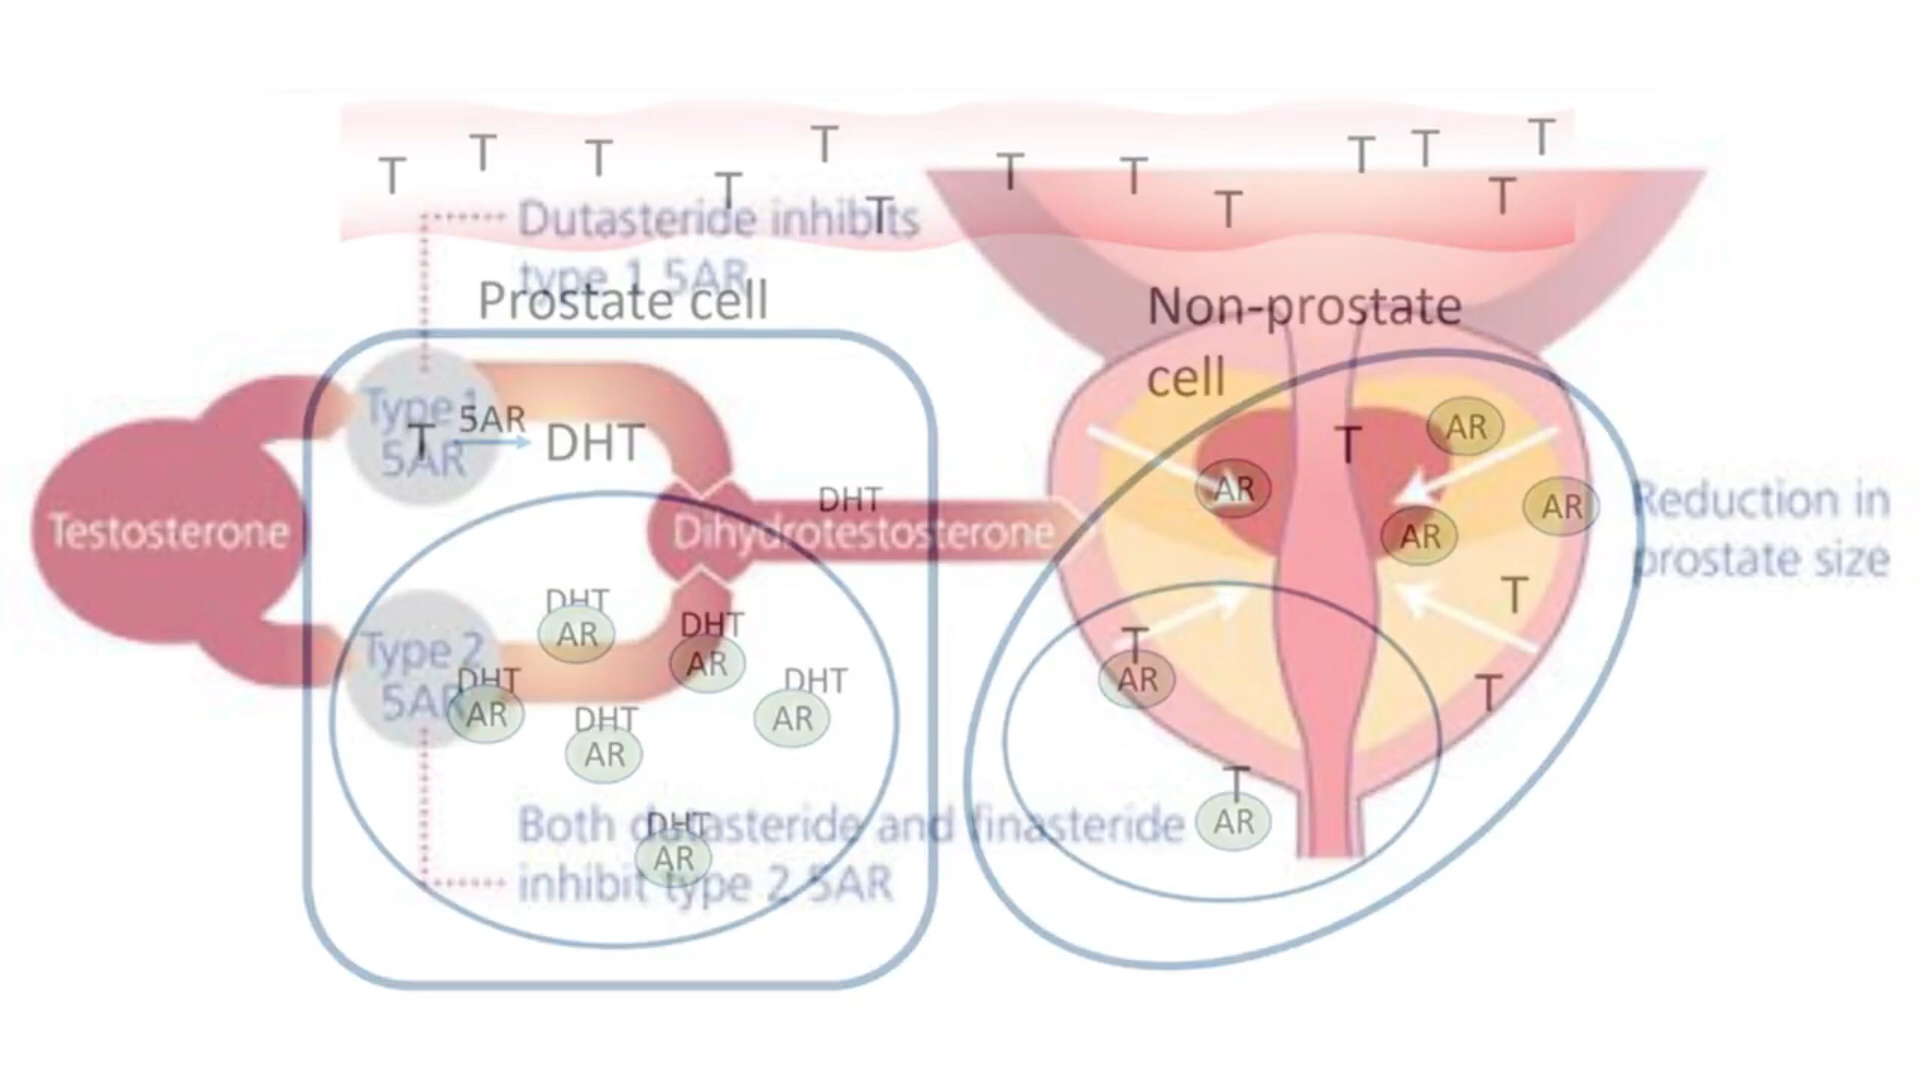 T T T T T T T T T T T T T T
Dutasteride inhibits
type 1 5AR
Prostate cell
Non-prostate
cell
Type 1
5AR
T 5AR DHT
Testosterone
Dihydrotestosterone
DHT
Type 2
5AR
DHT
AR
DHT
AR
DHT
AR
DHT
AR
DHT
AR
DHT
AR
Both dutasteride and finasteride
inhibit type 2 5AR
T
AR
AR
AR
AR
T
T
T
AR
T
AR
Reduction in
prostate size